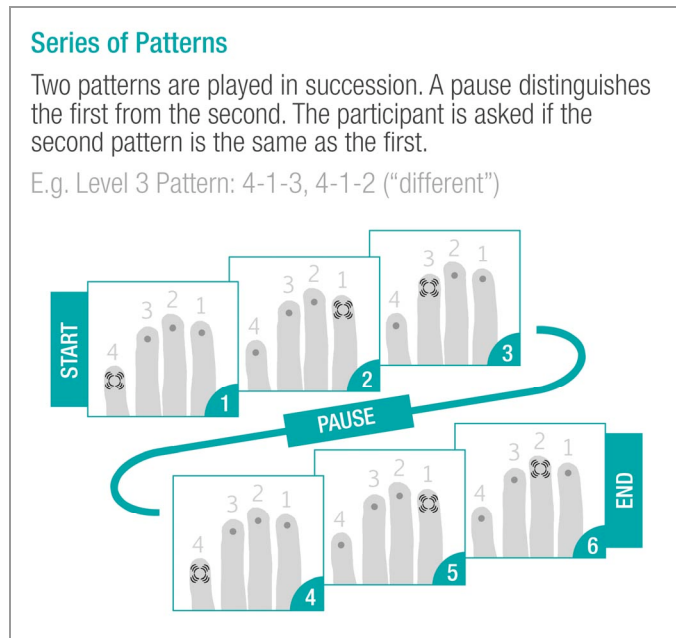 Series of Patterns
Two patterns are played in succession. A pause distinguishes
the first from the second. The participant is asked if the
second pattern is the same as the first.
E.g. Level 3 Pattern: 4-1-3, 4-1-2 (“different”)
START
4 3 2 1
1
4 3 2 1
2
4 3 2 1
3
PAUSE
4 3 2 1
4
4 3 2 1
5
4 3 2 1
6
END